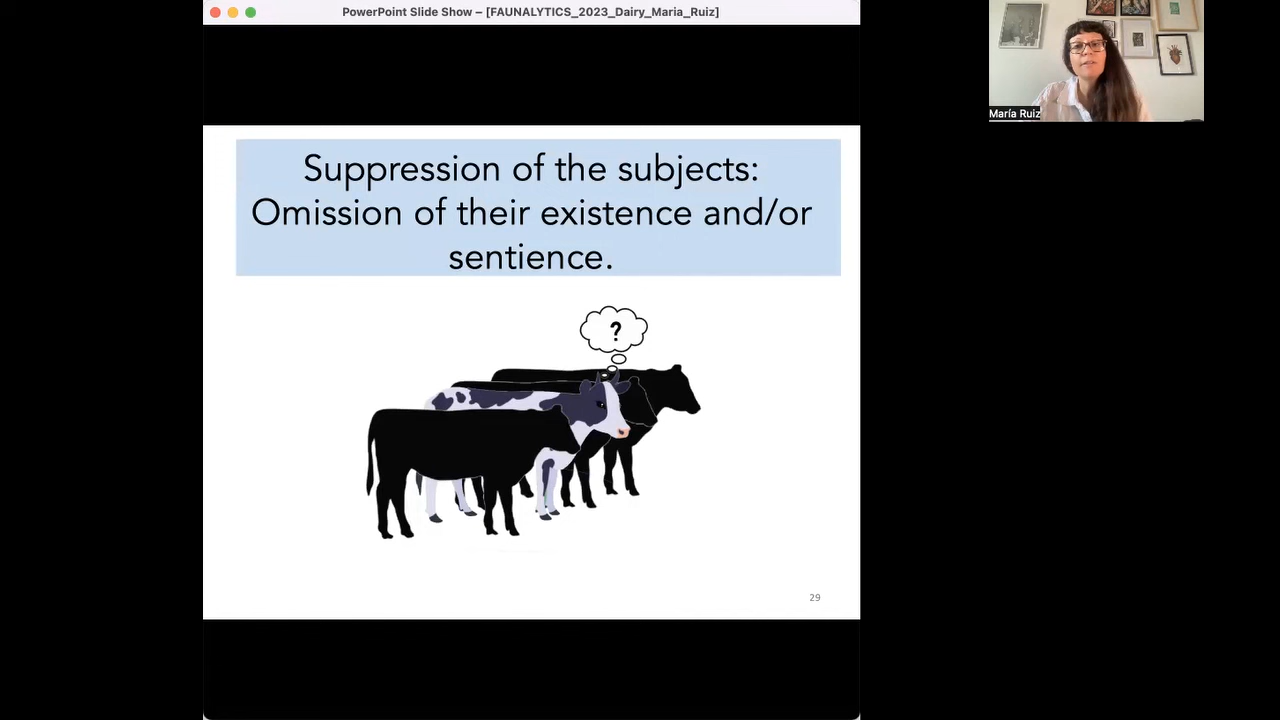 PowerPoint Slide Show – [FAUNALYTICS_2023_Dairy_Maria_Ruiz]
María Ruiz
Suppression of the subjects:
Omission of their existence and/or
sentience.
?
29